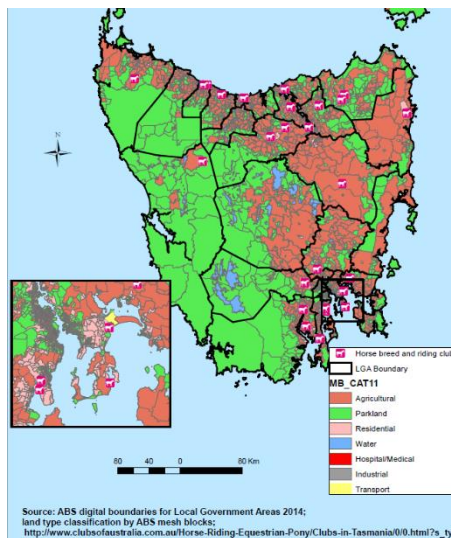 N
Horse breed and riding club
LGA Boundary
MB_CAT11
Agricultural
Parkland
Residential
Water
Hospital/Medical
Industrial
Transport
80 40 0 80 Km
Source: ABS digital boundaries for Local Government Areas 2014;
land type classification by ABS mesh blocks;
http://www.clubsofaustralia.com.au/Horse-Riding-Equestrian-Pony/Clubs-in-Tasmania/0/0.html?s_ty